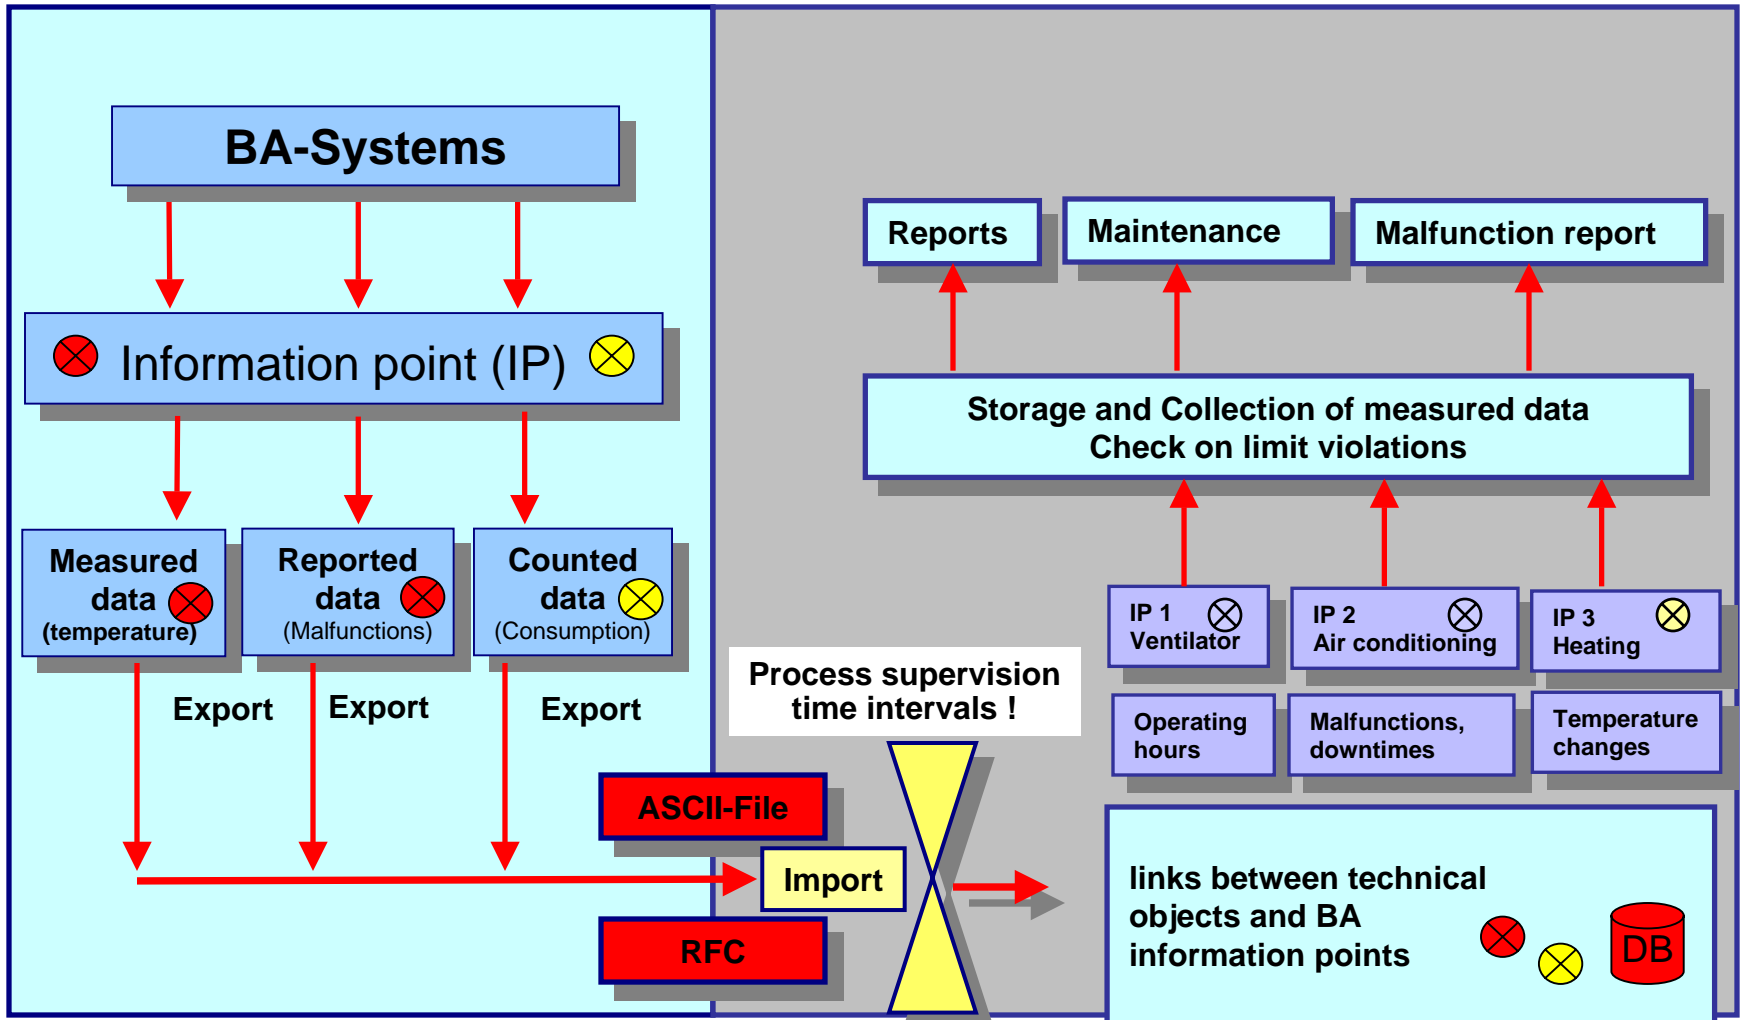 BA-Systems
Information point (IP)
Measured
data
(temperature)
Reported
data
(Malfunctions)
Counted
data
(Consumption)
Export
Export
Export
ASCII-File
Import
RFC
Process supervision
time intervals !
Reports
Maintenance
Malfunction report
Storage and Collection of measured data
Check on limit violations
IP 1
Ventilator
IP 2
Air conditioning
IP 3
Heating
Operating
hours
Malfunctions,
downtimes
Temperature
changes
links between technical
objects and BA
information points
DB